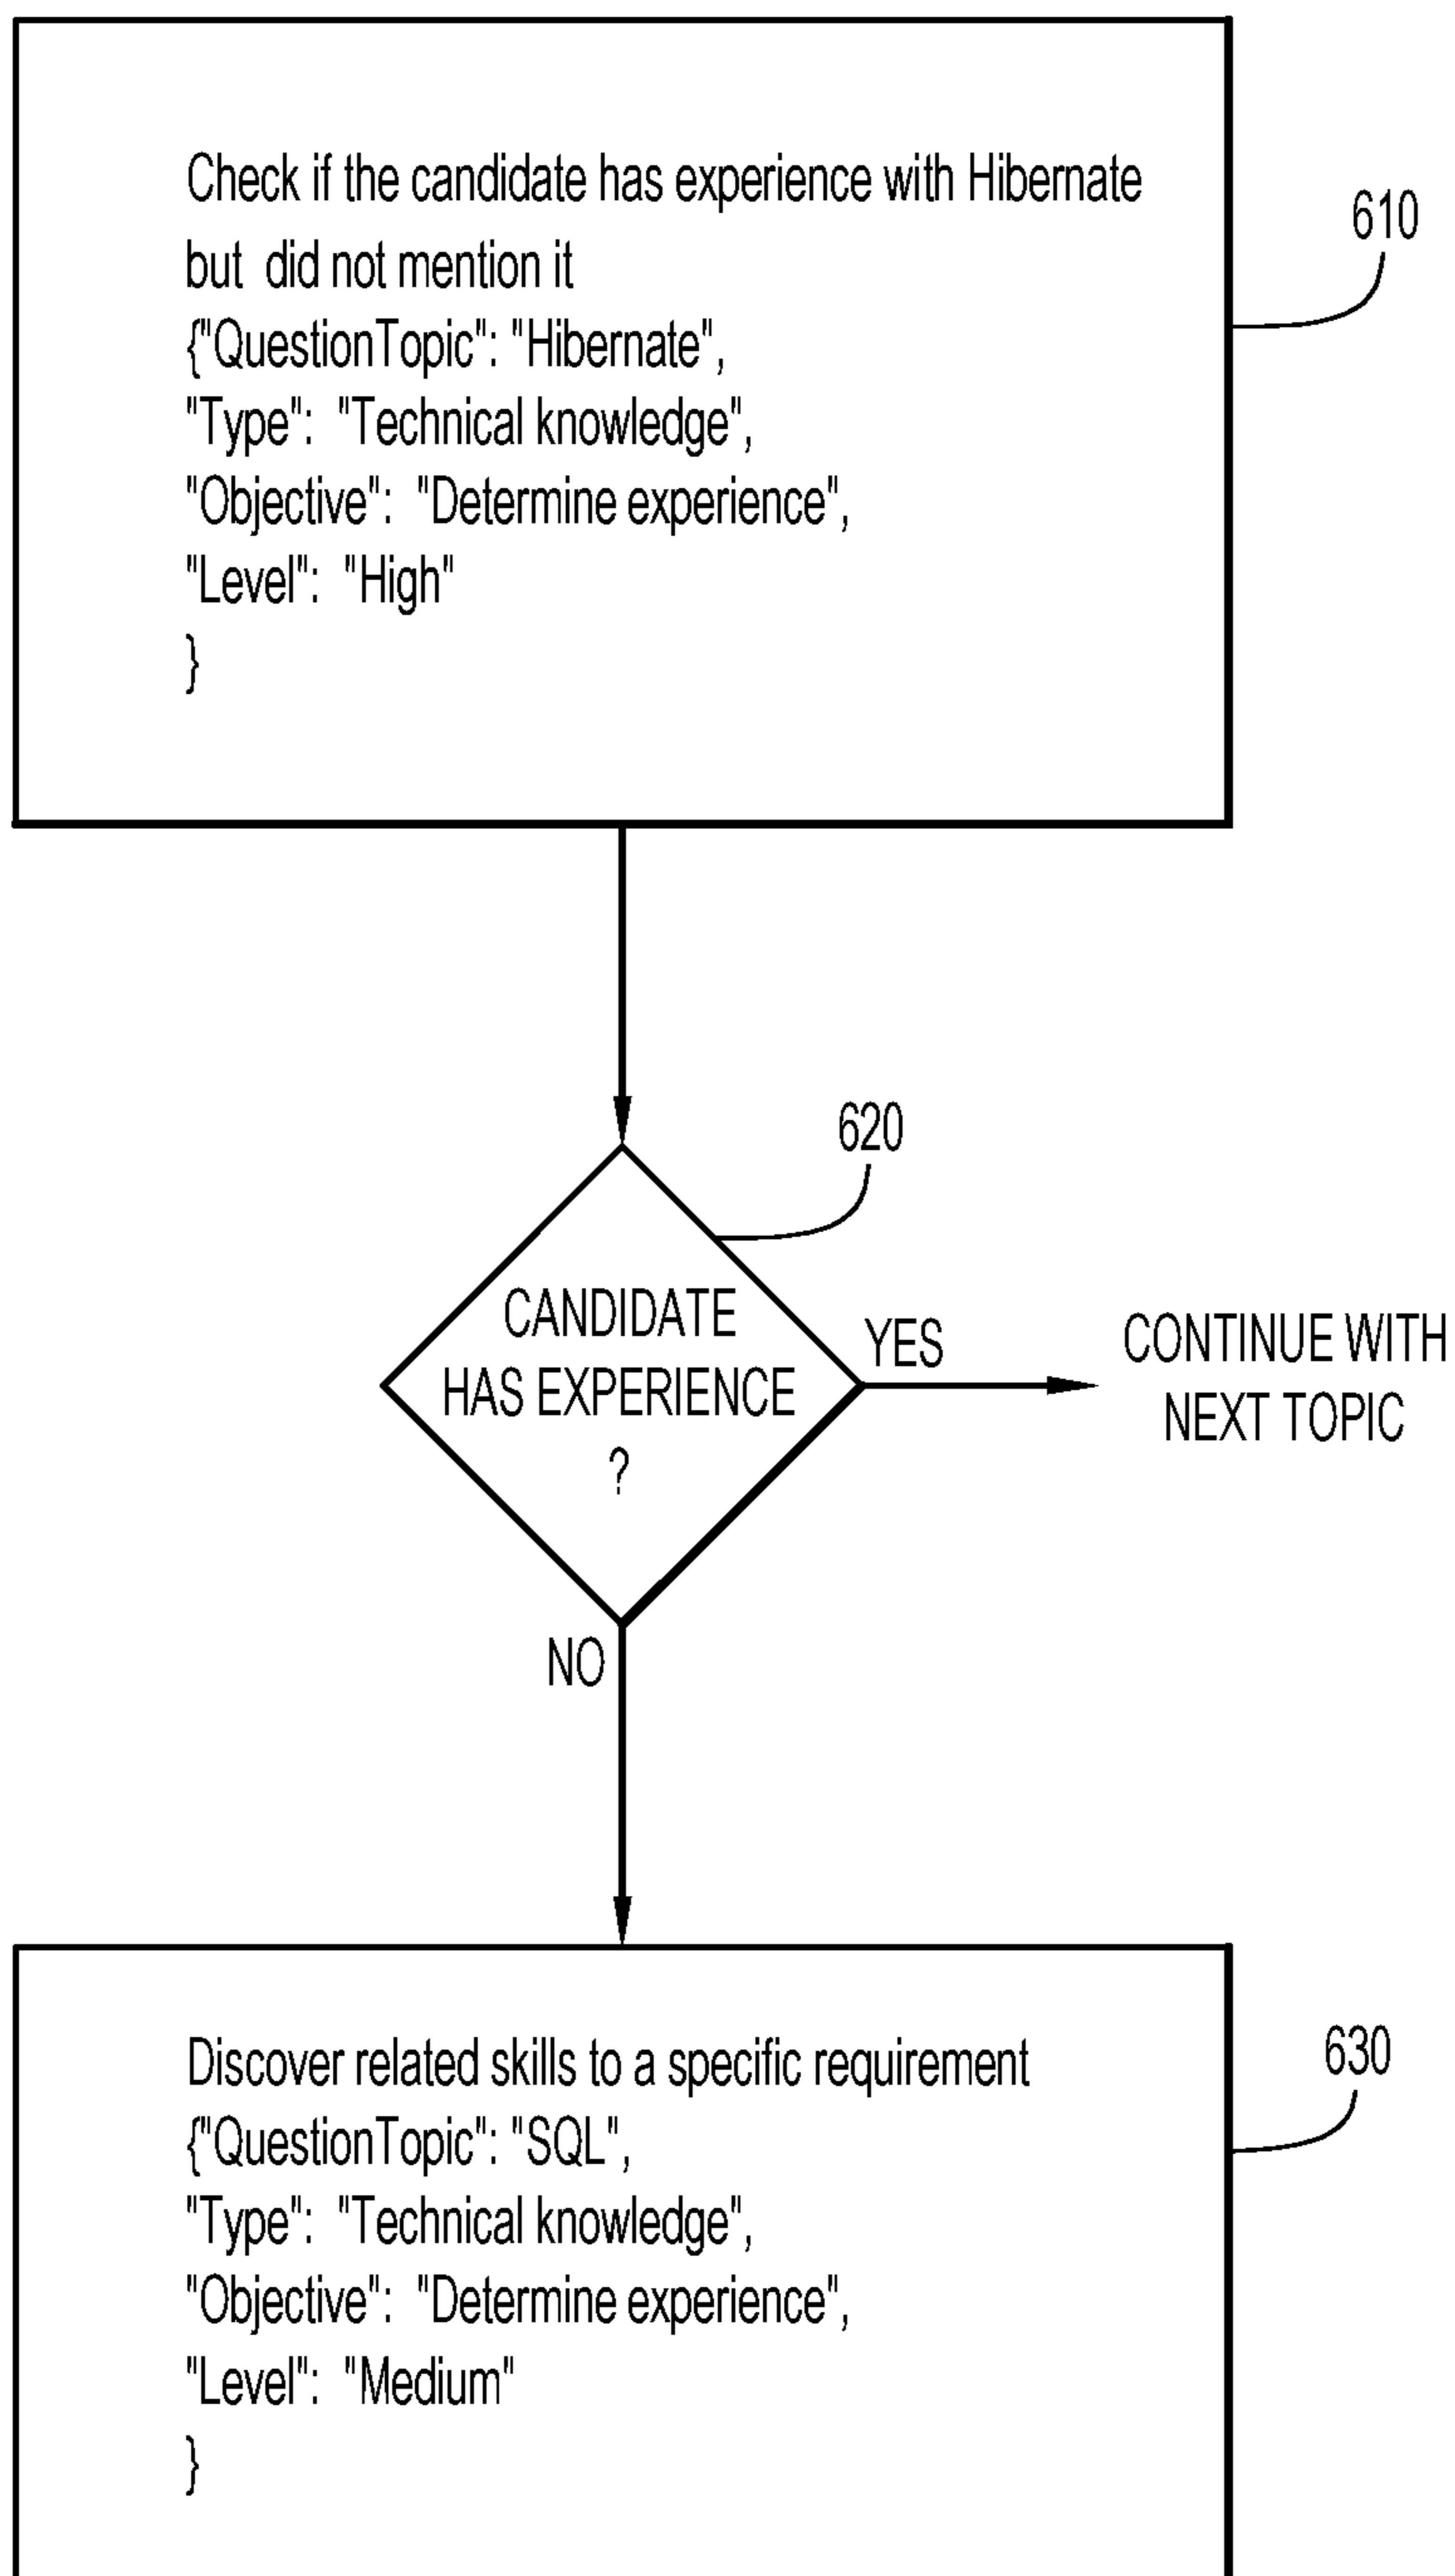 Check if the candidate has experience with Hibernate
but did not mention it
{"QuestionTopic": "Hibernate",
"Type": "Technical knowledge",
"Objective": "Determine experience",
"Level": "High"
}
610
620
CANDIDATE
HAS EXPERIENCE
?
YES
CONTINUE WITH
NEXT TOPIC
NO
Discover related skills to a specific requirement
{"QuestionTopic": "SQL",
"Type": "Technical knowledge",
"Objective": "Determine experience",
"Level": "Medium"
}
630